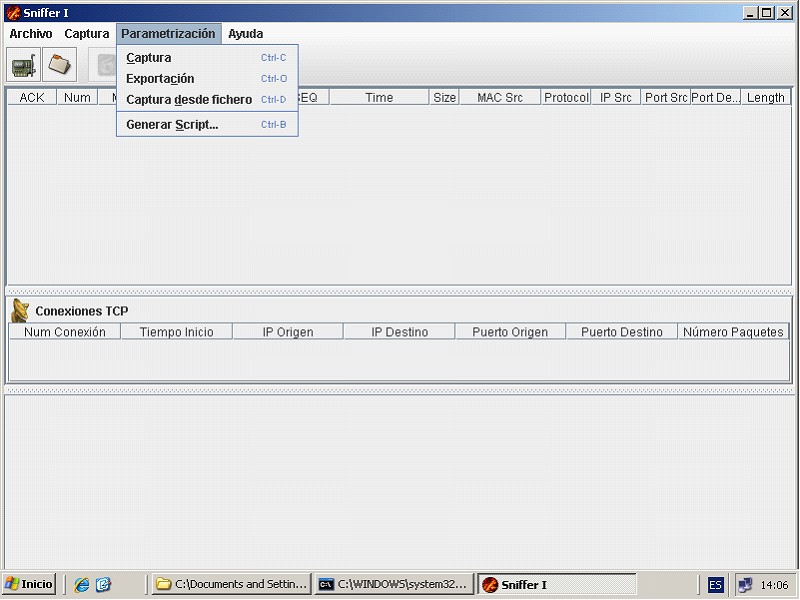 Sniffer I
Archivo Captura Parametrización Ayuda
Captura Ctrl-C
Exportación Ctrl-O
Captura desde fichero Ctrl-D
Generar Script... Ctrl-B
ACK Num EQ Time Size MAC Src Protocol IP Src Port Src Port De... Length
Conexiones TCP
Num Conexión Tiempo Inicio IP Origen IP Destino Puerto Origen Puerto Destino Número Paquetes
Inicio C:\Documents and Settin... C:\WINDOWS\system32... Sniffer I ES 14:06